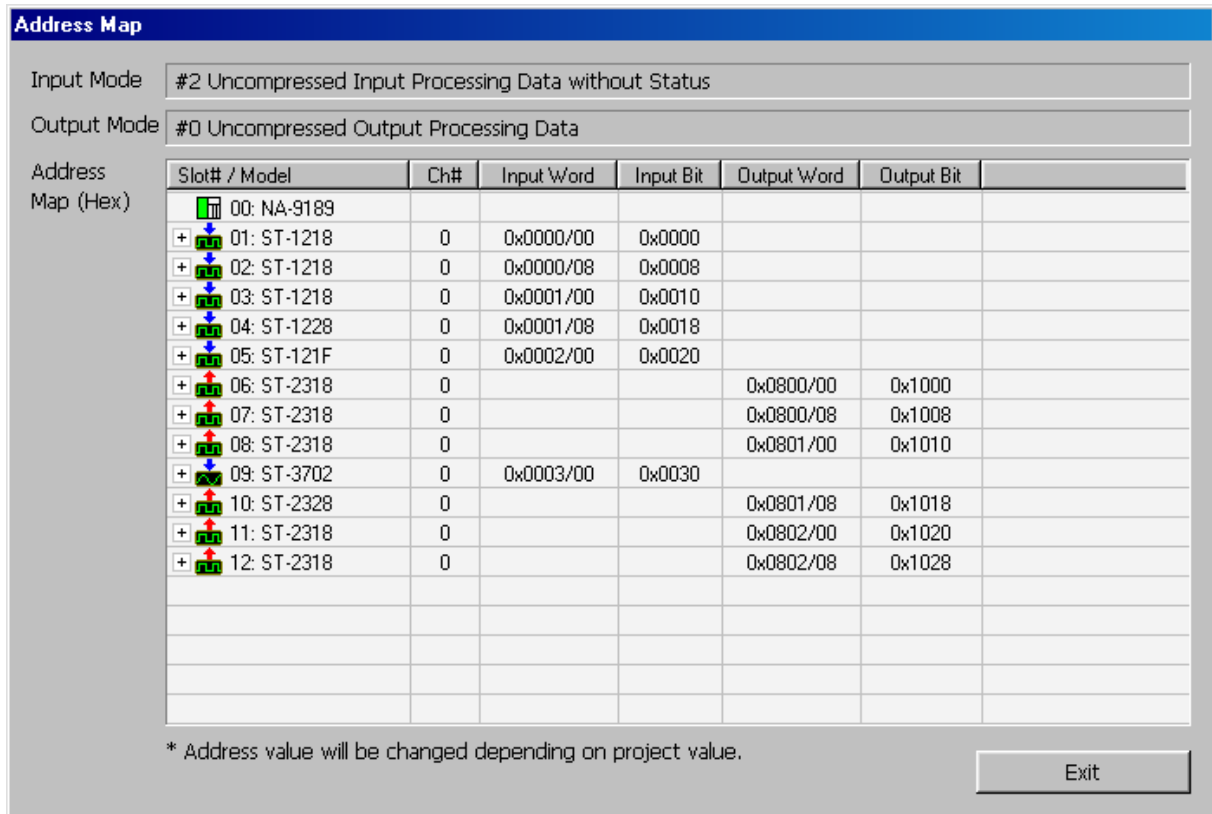 Address Map
Input Mode #2 Uncompressed Input Processing Data without Status
Output Mode #0 Uncompressed Output Processing Data
Address Map (Hex)
Slot# / Model Ch# Input Word Input Bit Output Word Output Bit
00: NA-9189
01: ST-1218 0 0x0000/00 0x0000
02: ST-1218 0 0x0000/08 0x0008
03: ST-1218 0 0x0001/00 0x0010
04: ST-1228 0 0x0001/08 0x0018
05: ST-121F 0 0x0002/00 0x0020
06: ST-2318 0 0x0800/00 0x1000
07: ST-2318 0 0x0800/08 0x1008
08: ST-2318 0 0x0801/00 0x1010
09: ST-3702 0 0x0003/00 0x0030
10: ST-2328 0 0x0801/08 0x1018
11: ST-2318 0 0x0802/00 0x1020
12: ST-2318 0 0x0802/08 0x1028
* Address value will be changed depending on project value.
Exit